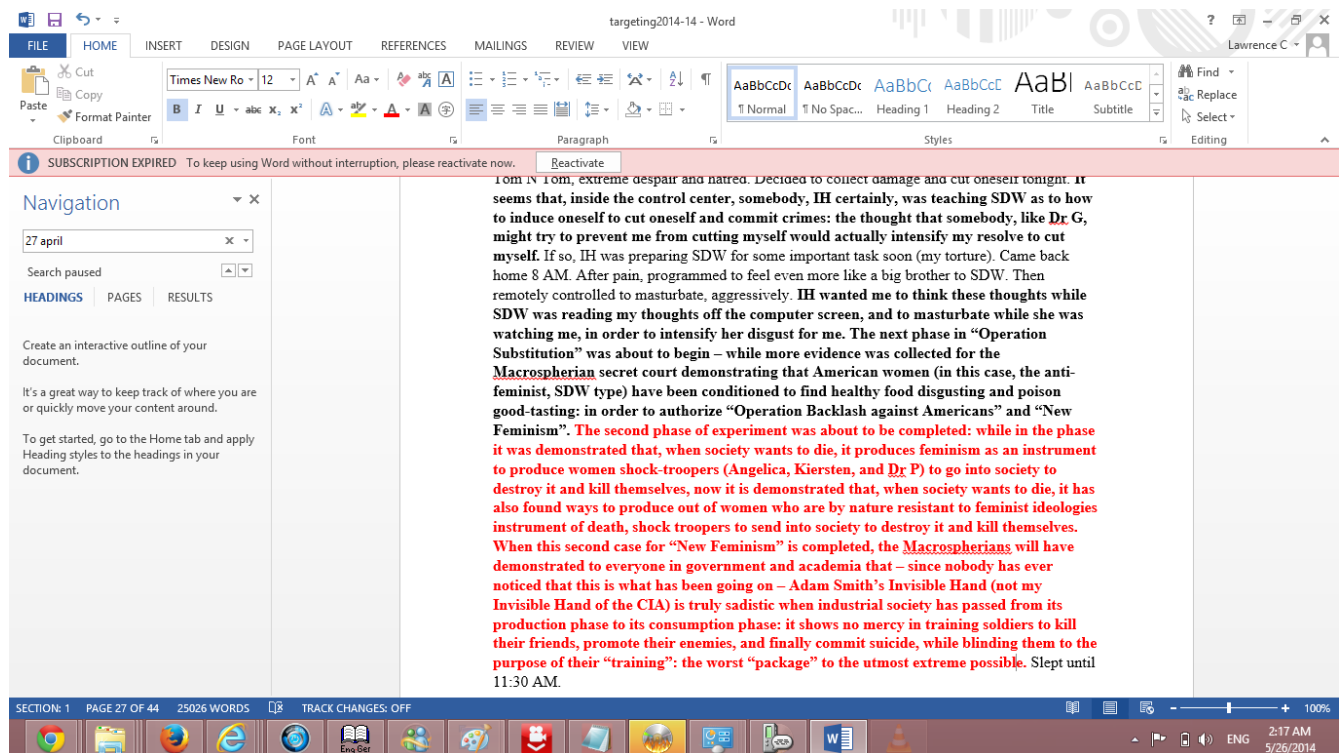 targeting2014-14 - Word
FILE HOME INSERT DESIGN PAGE LAYOUT REFERENCES MAILINGS REVIEW VIEW
Lawrence C
Paste
Cut
Copy
Format Painter
Times New Ro 12
AaBbCcDc AaBbCcDc AaBbCc AaBbCcC AaBl AaBbCcC
¶ Normal ¶ No Spac... Heading 1 Heading 2 Title Subtitle
Find
Replace
Select
Clipboard Font Paragraph Styles Editing
SUBSCRIPTION EXPIRED To keep using Word without interruption, please reactivate now. Reactivate
Navigation
27 april
Search paused
HEADINGS PAGES RESULTS
Create an interactive outline of your
document.
It's a great way to keep track of where you are
or quickly move your content around.
To get started, go to the Home tab and apply
Heading styles to the headings in your
document.
Tom N Tom, extreme despair and hatred. Decided to collect damage and cut oneself tonight. It
seems that, inside the control center, somebody, IH certainly, was teaching SDW as to how
to induce oneself to cut oneself and commit crimes: the thought that somebody, like Dr G,
might try to prevent me from cutting myself would actually intensify my resolve to cut
myself. If so, IH was preparing SDW for some important task soon (my torture). Came back
home 8 AM. After pain, programmed to feel even more like a big brother to SDW. Then
remotely controlled to masturbate, aggressively. IH wanted me to think these thoughts while
SDW was reading my thoughts off the computer screen, and to masturbate while she was
watching me, in order to intensify her disgust for me. The next phase in “Operation
Substitution” was about to begin – while more evidence was collected for the
Macrospherian secret court demonstrating that American women (in this case, the anti-
feminist, SDW type) have been conditioned to find healthy food disgusting and poison
good-tasting: in order to authorize “Operation Backlash against Americans” and “New
Feminism”. The second phase of experiment was about to be completed: while in the phase
it was demonstrated that, when society wants to die, it produces feminism as an instrument
to produce women shock-troopers (Angelica, Kiersten, and Dr P) to go into society to
destroy it and kill themselves, now it is demonstrated that, when society wants to die, it has
also found ways to produce out of women who are by nature resistant to feminist ideologies
instrument of death, shock troopers to send into society to destroy it and kill themselves.
When this second case for “New Feminism” is completed, the Macrospherians will have
demonstrated to everyone in government and academia that – since nobody has ever
noticed that this is what has been going on – Adam Smith’s Invisible Hand (not my
Invisible Hand of the CIA) is truly sadistic when industrial society has passed from its
production phase to its consumption phase: it shows no mercy in training soldiers to kill
their friends, promote their enemies, and finally commit suicide, while blinding them to the
purpose of their “training”: the worst “package” to the utmost extreme possible. Slept until
11:30 AM.
SECTION: 1 PAGE 27 OF 44 25026 WORDS TRACK CHANGES: OFF 100%
Eng Ger
ENG
2:17 AM
5/26/2014